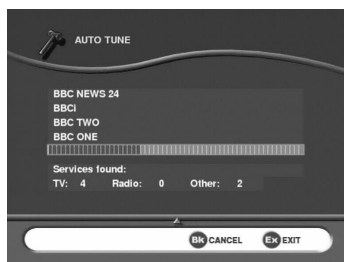 AUTO TUNE
BBC NEWS 24
BBCi
BBC TWO
BBC ONE
Services found:
TV: 4 Radio: 0 Other: 2
Bk CANCEL Ex EXIT